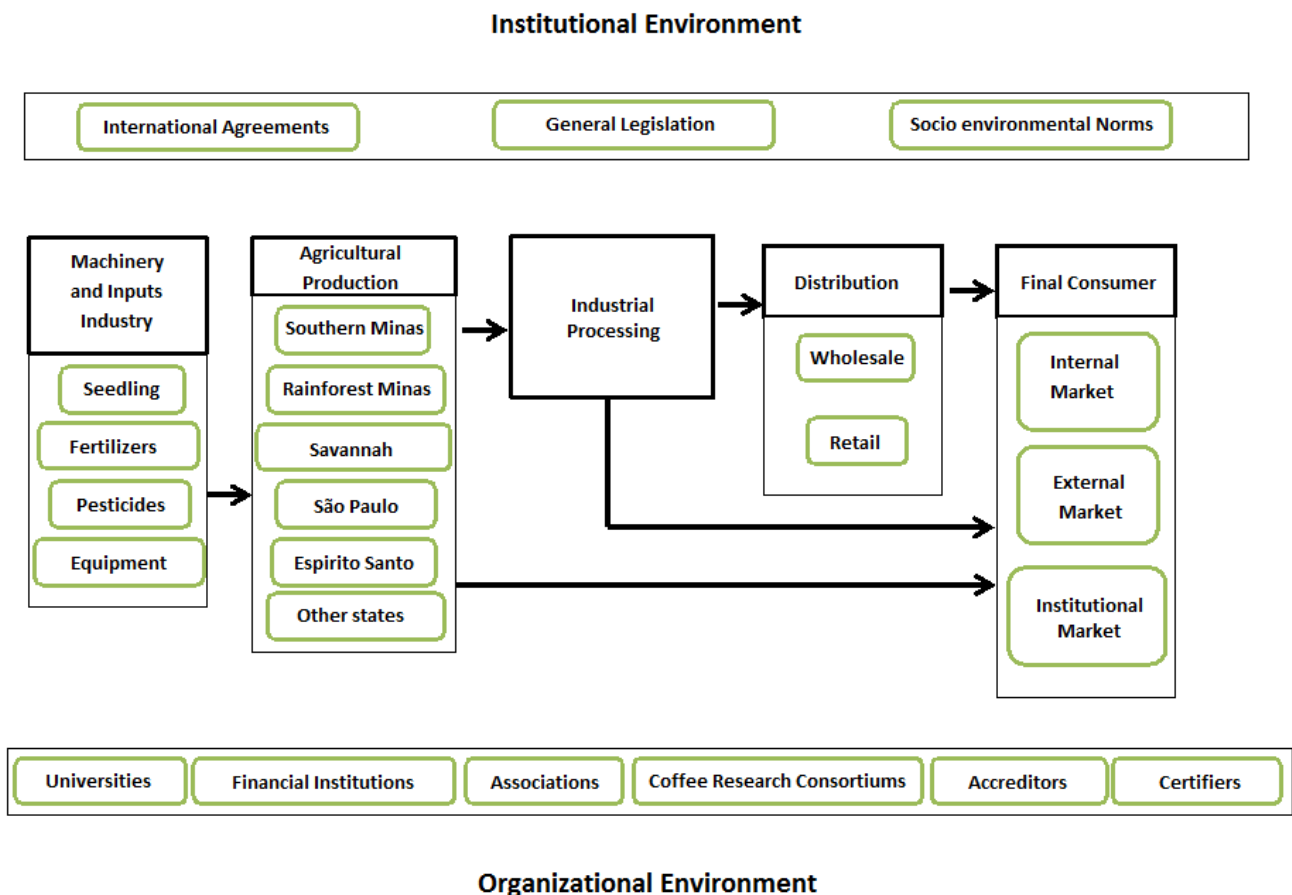 Institutional Environment
International Agreements
General Legislation
Socio environmental Norms
Machinery
and Inputs
Industry
Seedling
Fertilizers
Pesticides
Equipment
Agricultural
Production
Southern Minas
Rainforest Minas
Savannah
São Paulo
Espirito Santo
Other states
Industrial
Processing
Distribution
Wholesale
Retail
Final Consumer
Internal
Market
External
Market
Institutional
Market
Universities
Financial Institutions
Associations
Coffee Research Consortiums
Accreditors
Certifiers
Organizational Environment